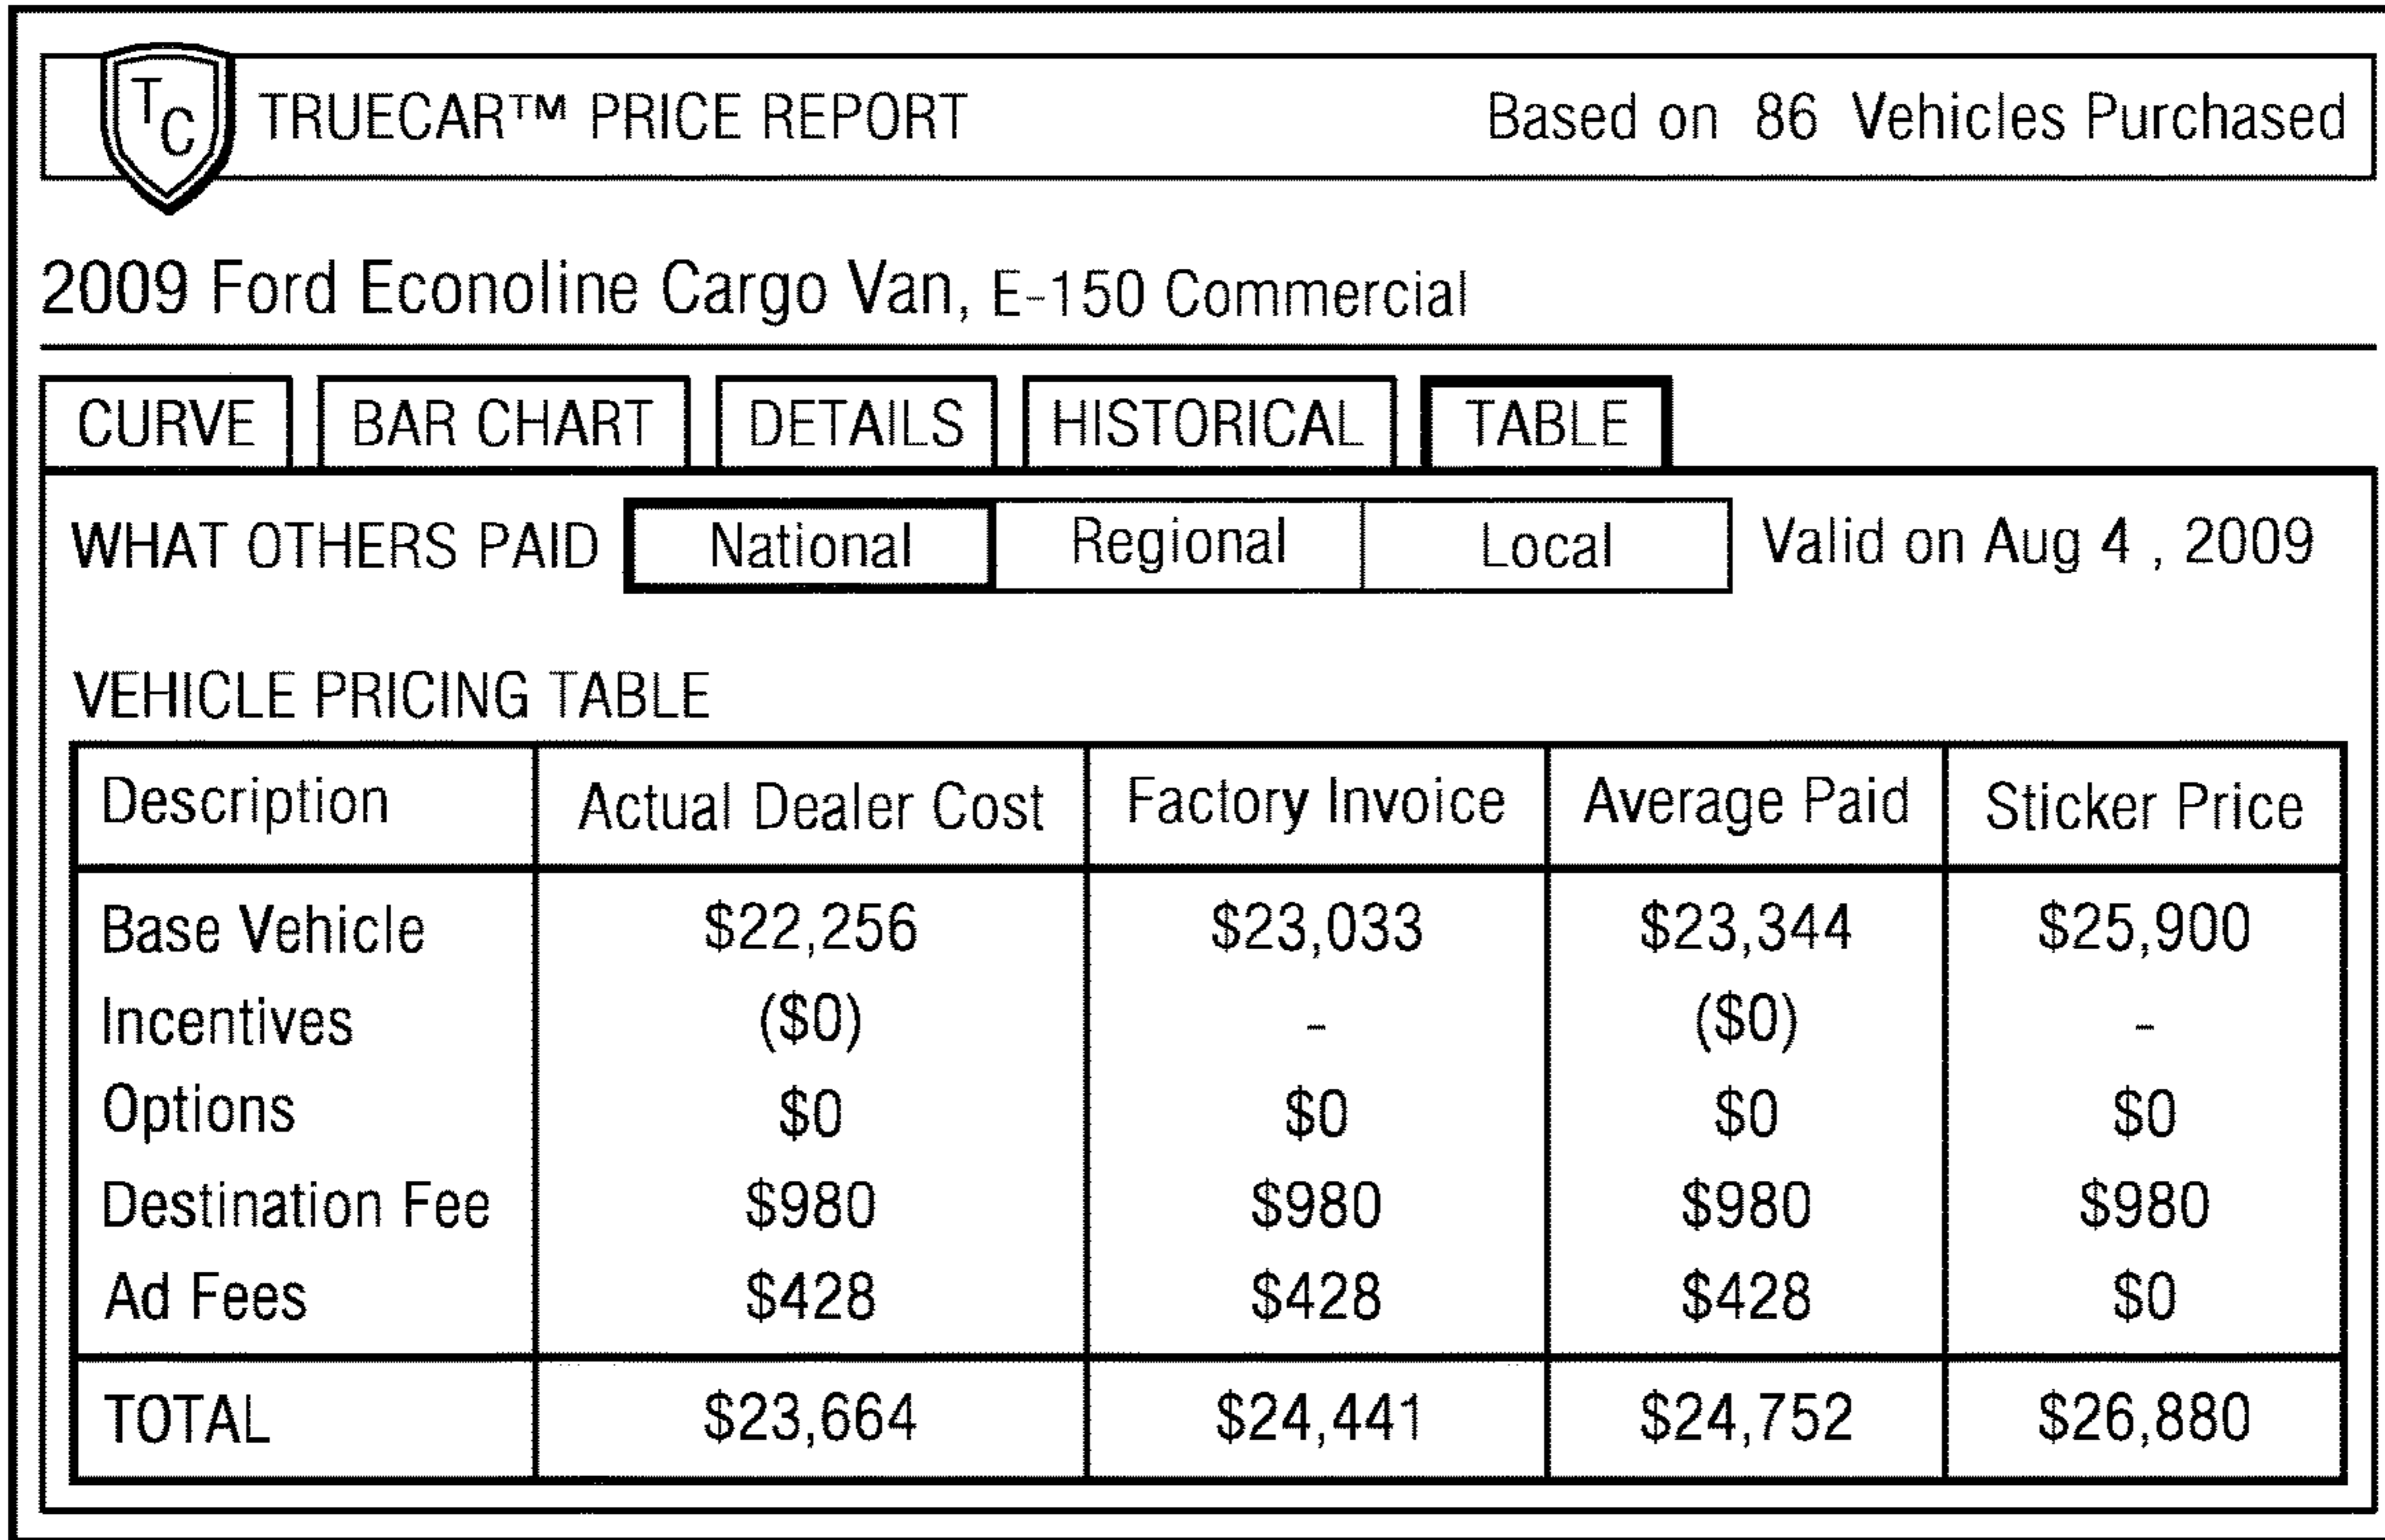 TC TRUECAR™ PRICE REPORT Based on 86 Vehicles Purchased
2009 Ford Econoline Cargo Van, E-150 Commercial
CURVE BAR CHART DETAILS HISTORICAL TABLE
WHAT OTHERS PAID National Regional Local Valid on Aug 4 , 2009
VEHICLE PRICING TABLE
Description Actual Dealer Cost Factory Invoice Average Paid Sticker Price
Base Vehicle $22,256 $23,033 $23,344 $25,900
Incentives ($0) - ($0) -
Options $0 $0 $0 $0
Destination Fee $980 $980 $980 $980
Ad Fees $428 $428 $428 $0
TOTAL $23,664 $24,441 $24,752 $26,880